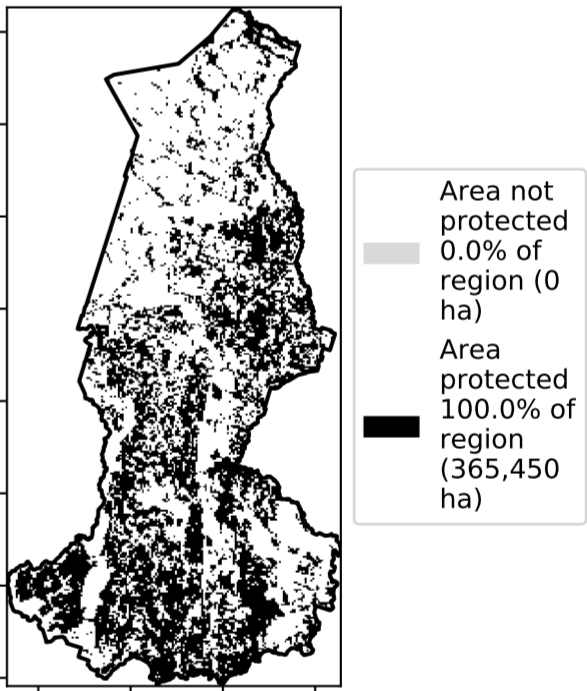 Area not
protected
0.0% of
region (0
ha)
Area
protected
100.0% of
region
(365,450
ha)